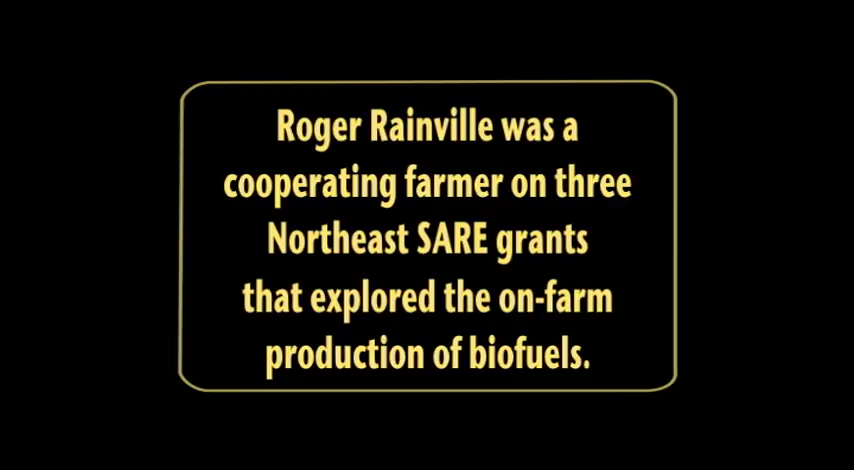 Roger Rainville was a
cooperating farmer on three
Northeast SARE grants
that explored the on-farm
production of biofuels.